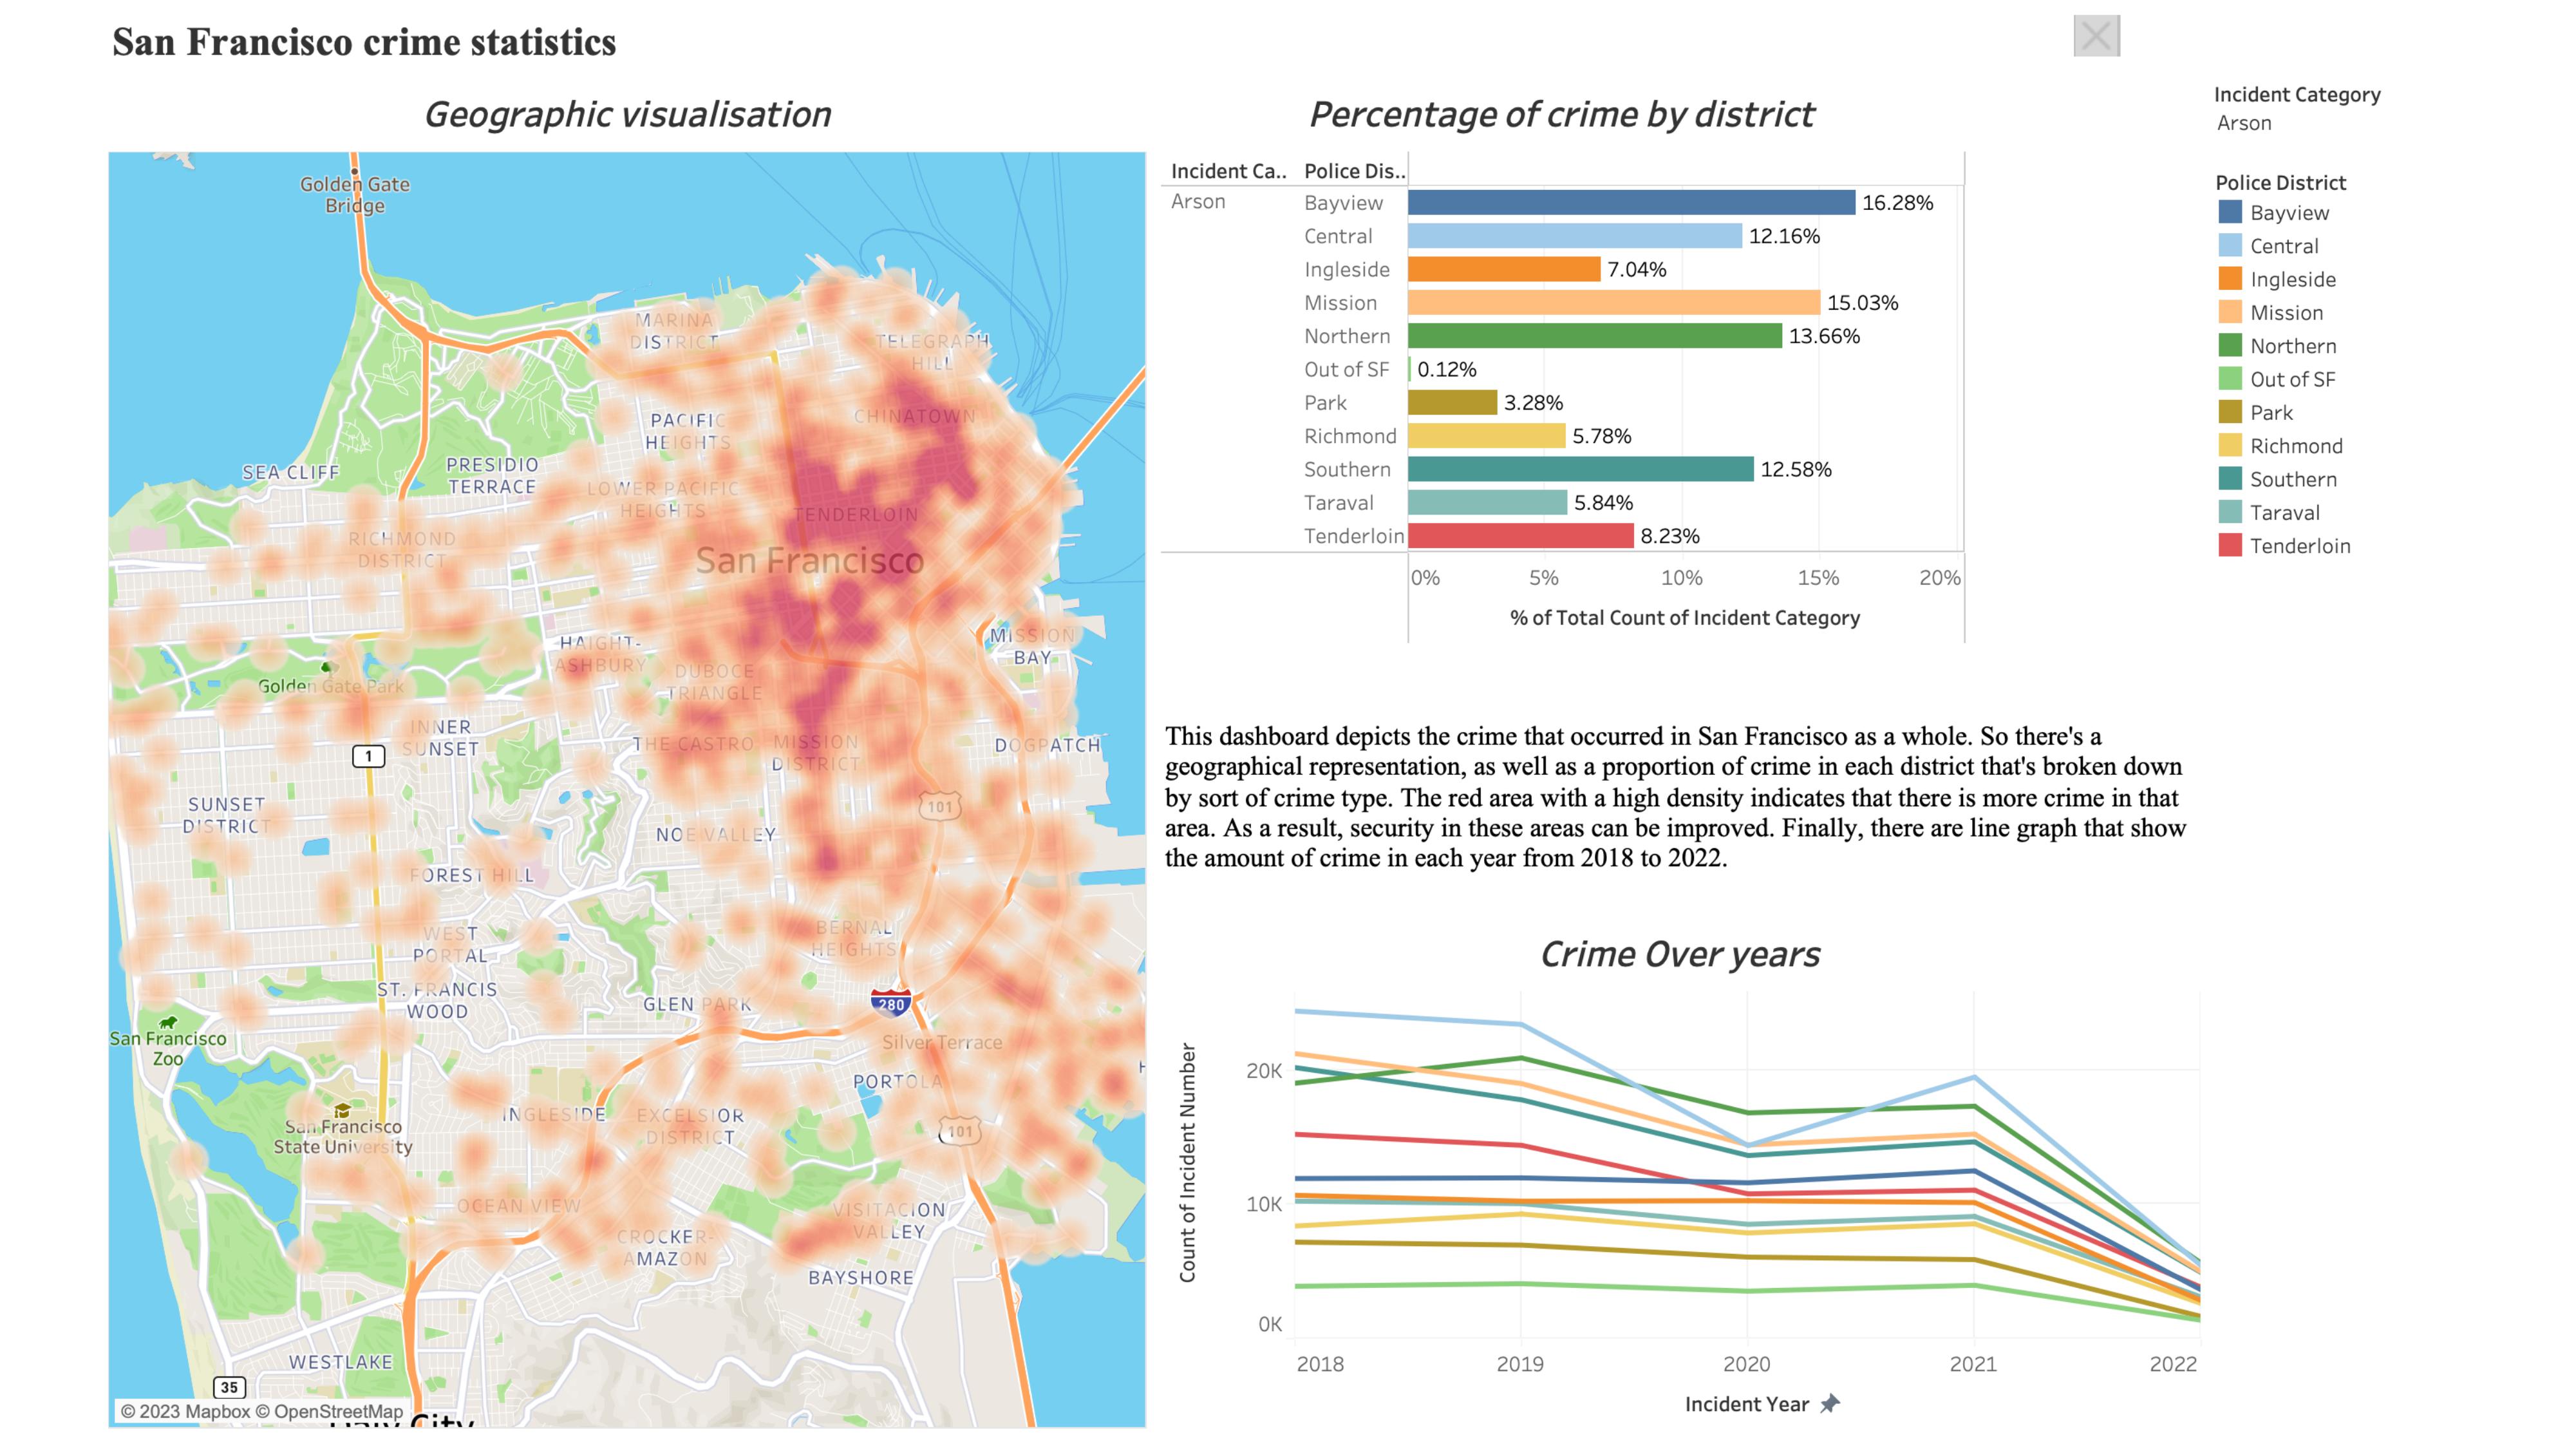 San Francisco crime statistics
Geographic visualisation
Golden Gate
Bridge
MARINA
DISTRICT
TELEGRAPH
HILL
CHINATOWN
PACIFIC
HEIGHTS
SEA CLIFF
PRESIDIO
TERRACE
LOWER PACIFIC
HEIGHTS
TENDERLOIN
RICHMOND
DISTRICT
San Francisco
HAIGHT-
ASHBURY
MISSION
BAY
DUBOCE
TRIANGLE
Golden Gate Park
INNER
SUNSET
THE CASTRO
MISSION
DISTRICT
DOGPATCH
1
101
SUNSET
DISTRICT
NOE VALLEY
FOREST HILL
BERNAL
HEIGHTS
WEST
PORTAL
ST. FRANCIS
WOOD
GLEN PARK
280
San Francisco
Zoo
Silver Terrace
PORTOLA
San Francisco
State University
INGLESIDE
EXCELSIOR
DISTRICT
101
OCEAN VIEW
VISITACION
VALLEY
CROCKER-
AMAZON
BAYSHORE
WESTLAKE
35
© 2023 Mapbox © OpenStreetMap
Percentage of crime by district
Incident Ca.. Police Dis..
Arson Bayview 16.28%
Central 12.16%
Ingleside 7.04%
Mission 15.03%
Northern 13.66%
Out of SF 0.12%
Park 3.28%
Richmond 5.78%
Southern 12.58%
Taraval 5.84%
Tenderloin 8.23%
0% 5% 10% 15% 20%
% of Total Count of Incident Category
Incident Category
Arson
Police District
Bayview
Central
Ingleside
Mission
Northern
Out of SF
Park
Richmond
Southern
Taraval
Tenderloin
This dashboard depicts the crime that occurred in San Francisco as a whole. So there's a
geographical representation, as well as a proportion of crime in each district that's broken down
by sort of crime type. The red area with a high density indicates that there is more crime in that
area. As a result, security in these areas can be improved. Finally, there are line graph that show
the amount of crime in each year from 2018 to 2022.
Crime Over years
Count of Incident Number
20K
10K
0K
2018 2019 2020 2021 2022
Incident Year